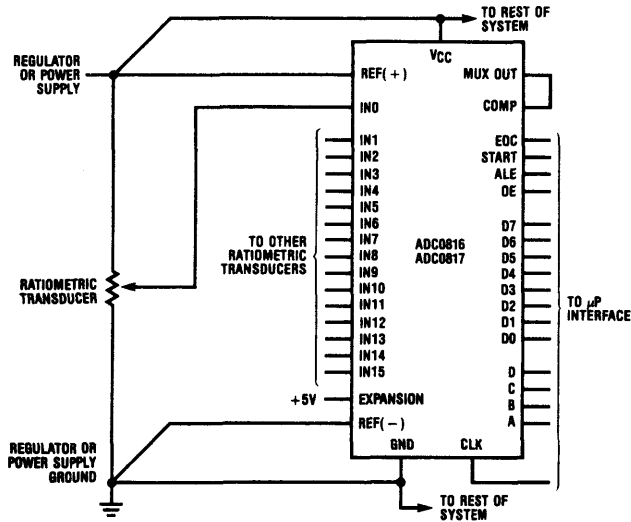 TO REST OF
SYSTEM
VCC
REGULATOR
OR POWER
SUPPLY
REF(+)
MUX OUT
IN0
COMP
IN1
IN2
IN3
IN4
IN5
IN6
IN7
IN8
IN9
IN10
IN11
IN12
IN13
IN14
IN15
TO OTHER
RATIOMETRIC
TRANSDUCERS
ADC0816
ADC0817
EOC
START
ALE
OE
D7
D6
D5
D4
D3
D2
D1
D0
D
C
B
A
TO µP
INTERFACE
RATIOMETRIC
TRANSDUCER
+5V
EXPANSION
REF(−)
GND
CLK
REGULATOR OR
POWER SUPPLY
GROUND
TO REST OF
SYSTEM